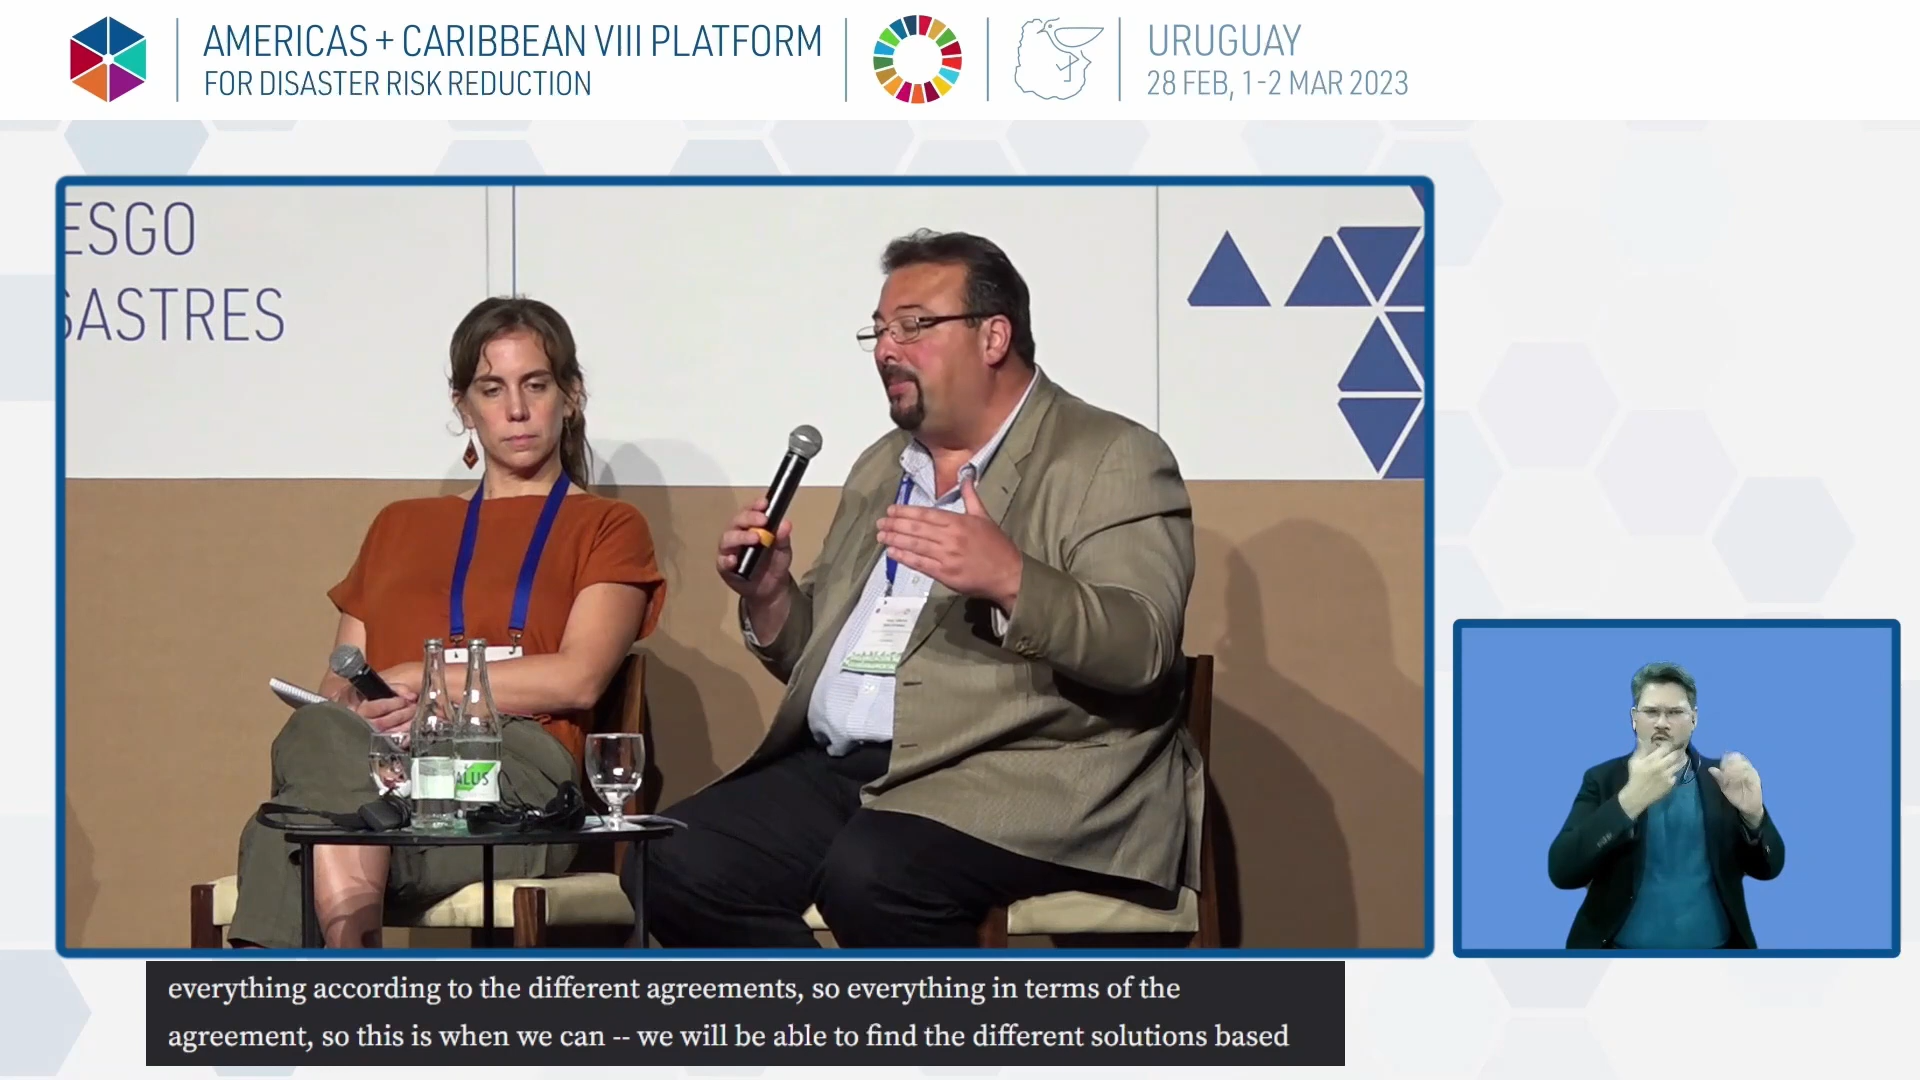 AMERICAS + CARIBBEAN VIII PLATFORM
FOR DISASTER RISK REDUCTION
URUGUAY
28 FEB, 1-2 MAR 2023
ESGO
SASTRES
ALUS
everything according to the different agreements, so everything in terms of the
agreement, so this is when we can -- we will be able to find the different solutions based